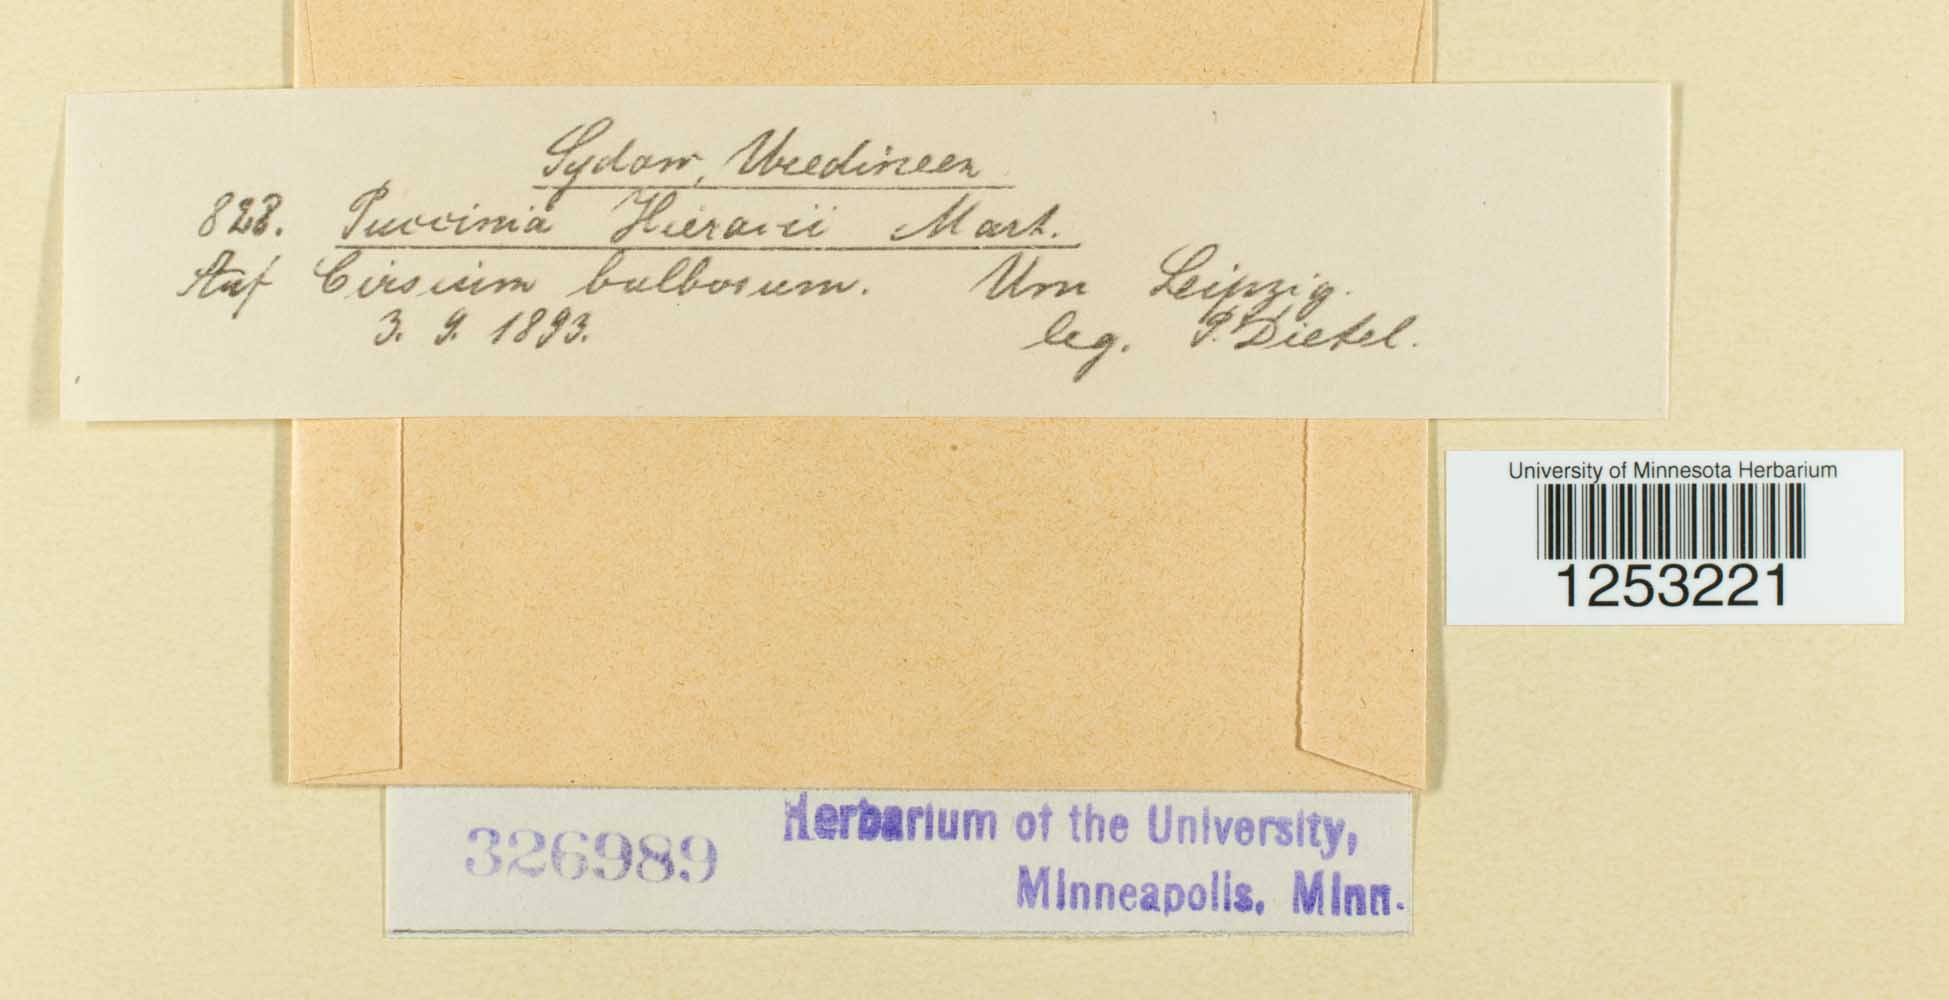 Sydow, Uredineen
828. Puccinia Hieracii Mart.
Auf Cirsium bulbosum. Um Leipzig.
3. 9. 1893. leg. P. Dietel.
University of Minnesota Herbarium
1253221
326989
Herbarium of the University,
Minneapolis, Minn.